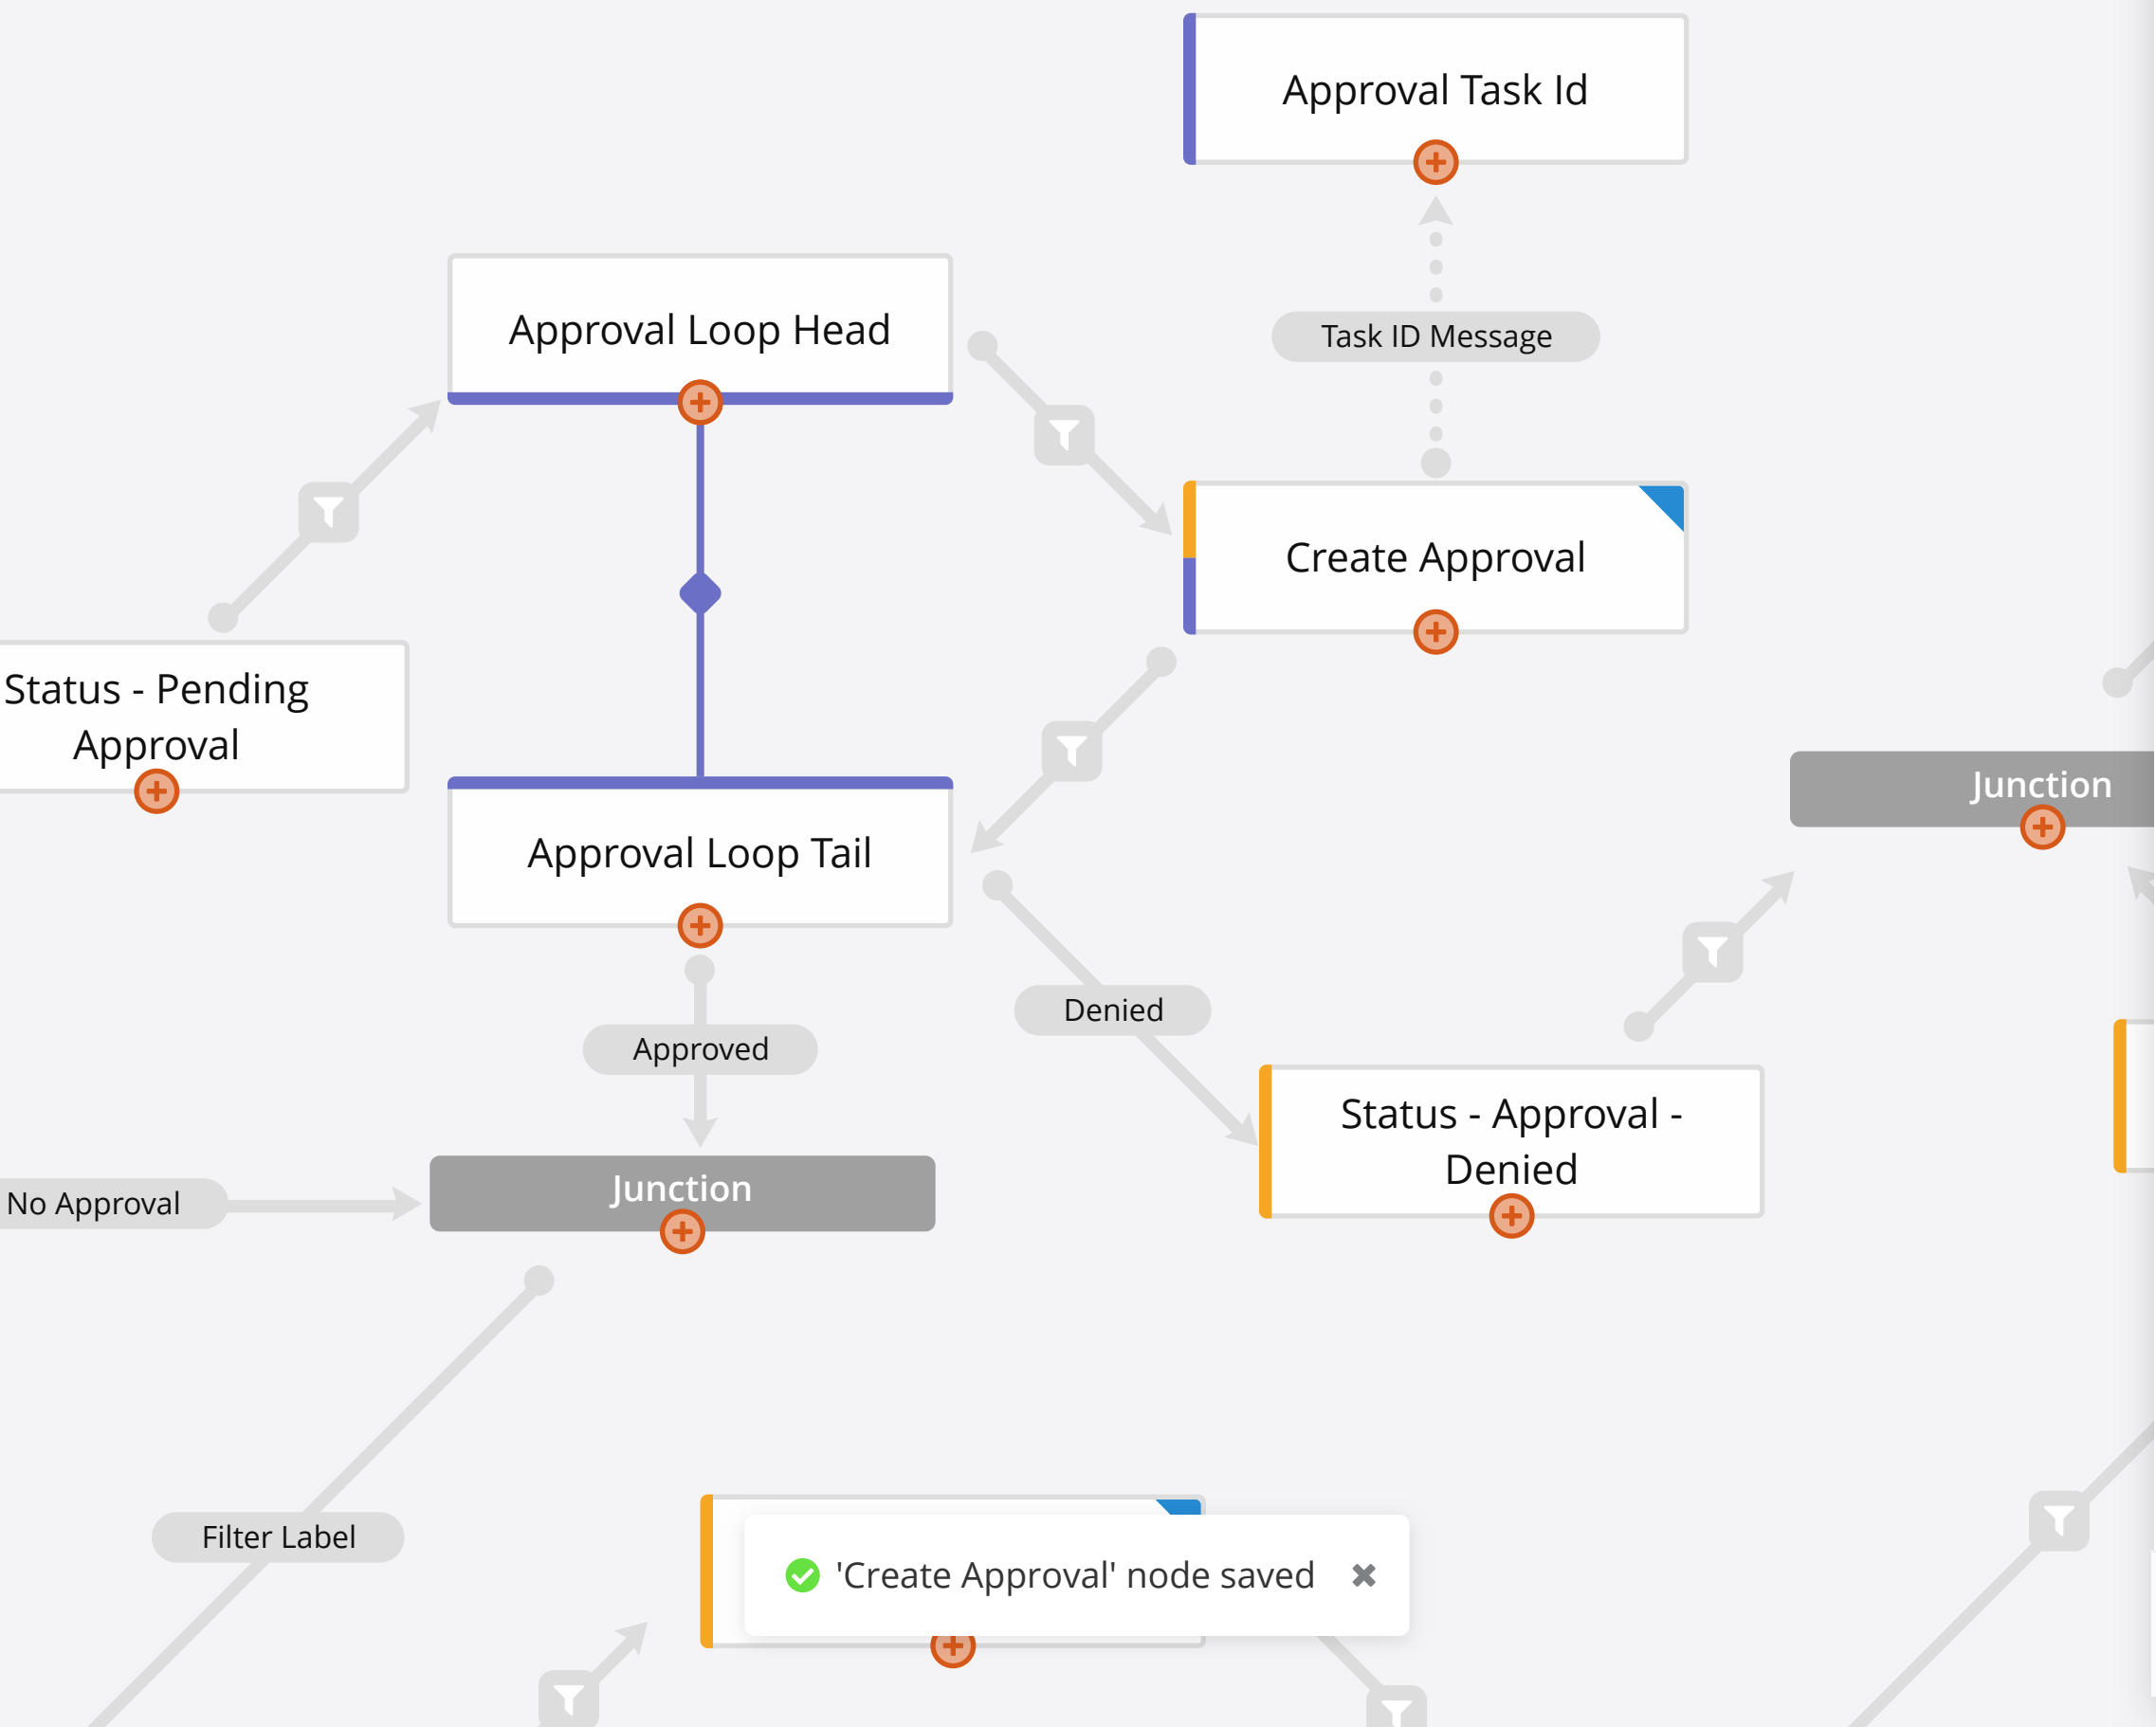 Approval Task Id
Approval Loop Head
Task ID Message
Create Approval
Status - Pending
Approval
Junction
Approval Loop Tail
Denied
Approved
Status - Approval -
Denied
Junction
No Approval
Filter Label
'Create Approval' node saved